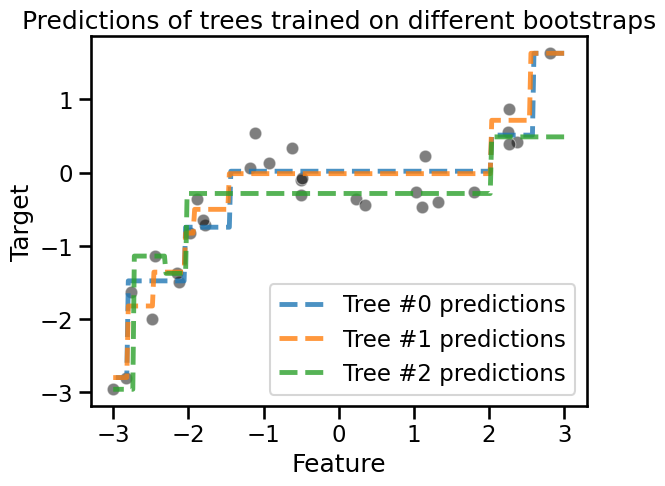 Predictions of trees trained on different bootstraps
1
0
−1
−2
−3
Target
Tree #0 predictions
Tree #1 predictions
Tree #2 predictions
−3 −2 −1 0 1 2 3
Feature